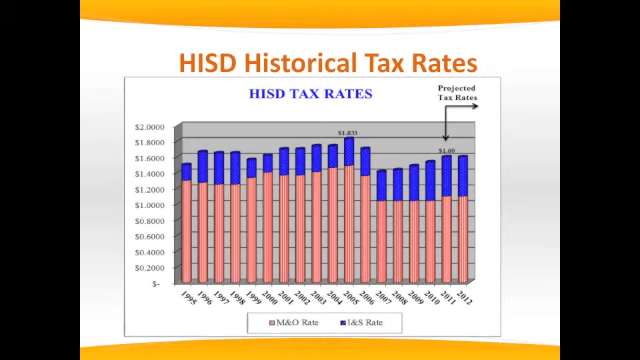 HISD Historical Tax Rates
HISD TAX RATES
Projected
Tax Rates
$1.833
$1.60
$2.0000
$1.8000
$1.6000
$1.4000
$1.2000
$1.0000
$0.8000
$0.6000
$0.4000
$0.2000
$-
1995 1996 1997 1998 1999 2000 2001 2002 2003 2004 2005 2006 2007 2008 2009 2010 2011 2012
M&O Rate I&S Rate